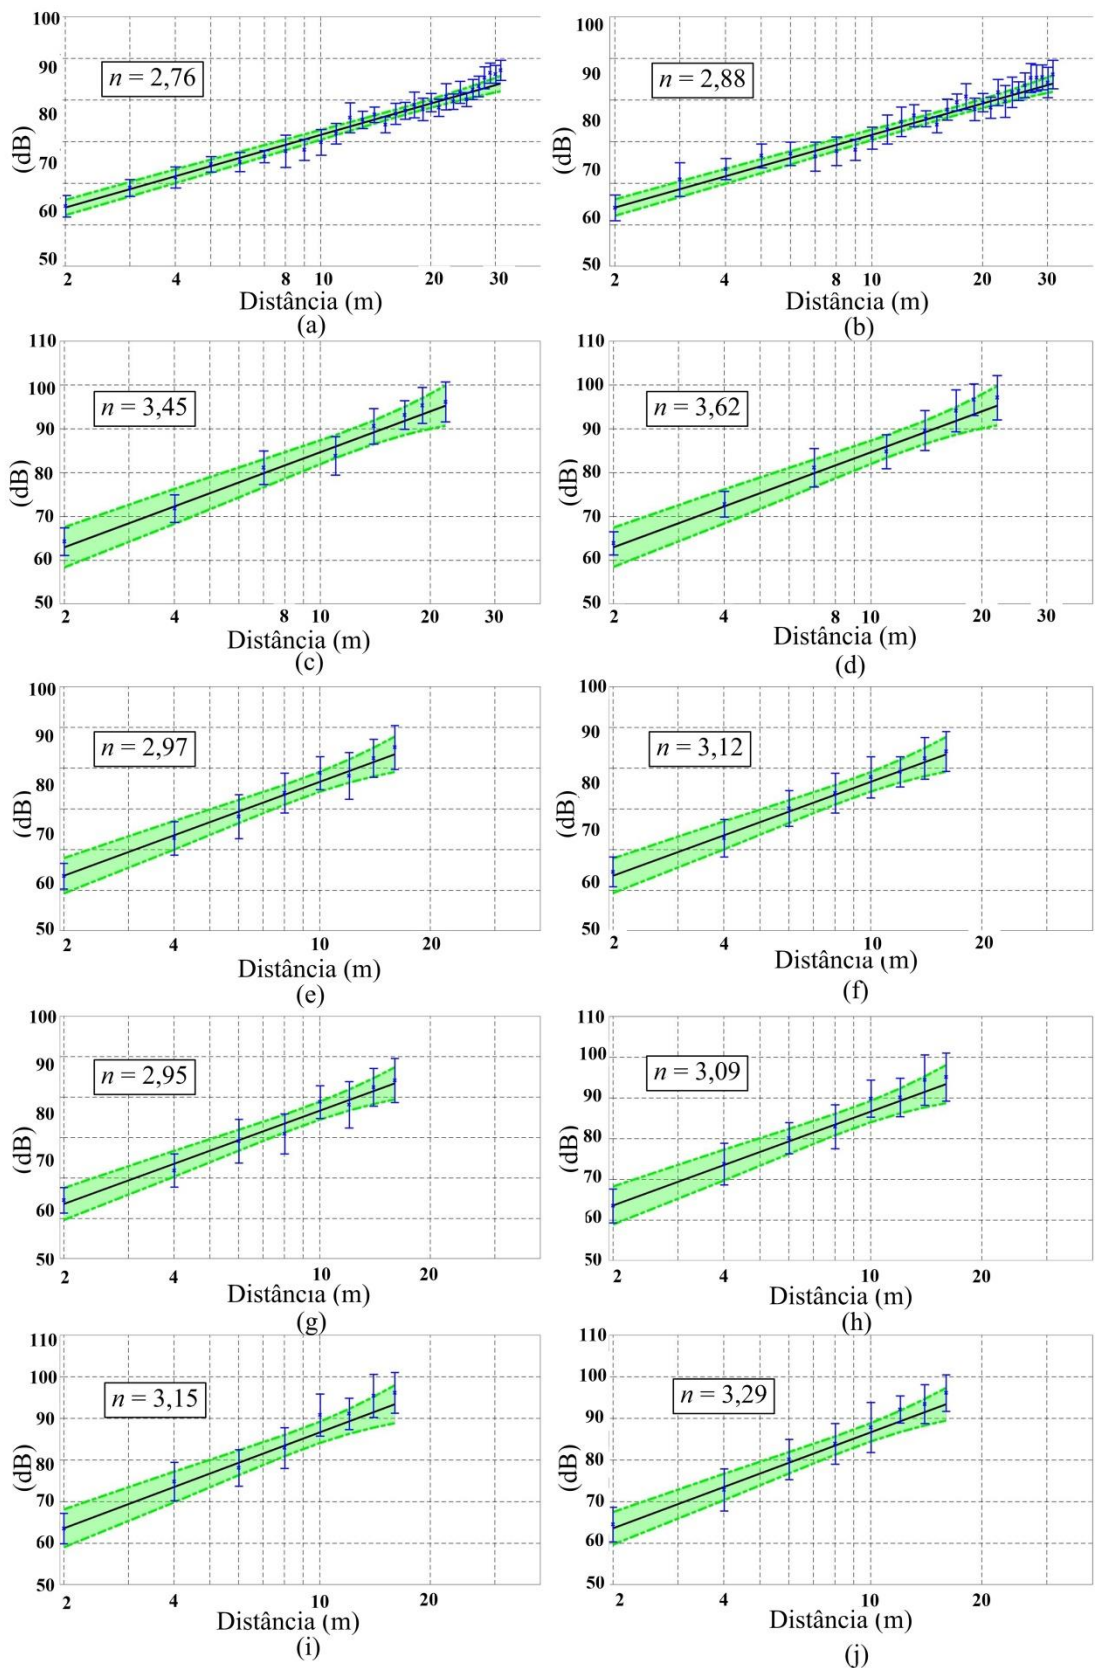 100
90
80
70
60
50
(dB)
n = 2,76
2 4 8 10 20 30
Distância (m)
(a)
100
90
80
70
60
50
(dB)
n = 2,88
2 4 8 10 20 30
Distância (m)
(b)
110
100
90
80
70
60
50
(dB)
n = 3,45
2 4 8 10 20 30
Distância (m)
(c)
110
100
90
80
70
60
50
(dB)
n = 3,62
2 4 8 10 20 30
Distância (m)
(d)
100
90
80
70
60
50
(dB)
n = 2,97
2 4 10 20
Distância (m)
(e)
100
90
80
70
60
50
(dB)
n = 3,12
2 4 10 20
Distância (m)
(f)
100
90
80
70
60
50
(dB)
n = 2,95
2 4 10 20
Distância (m)
(g)
110
100
90
80
70
60
50
(dB)
n = 3,09
2 4 10 20
Distância (m)
(h)
110
100
90
80
70
60
50
(dB)
n = 3,15
2 4 10 20
Distância (m)
(i)
110
100
90
80
70
60
50
(dB)
n = 3,29
2 4 10 20
Distância (m)
(j)